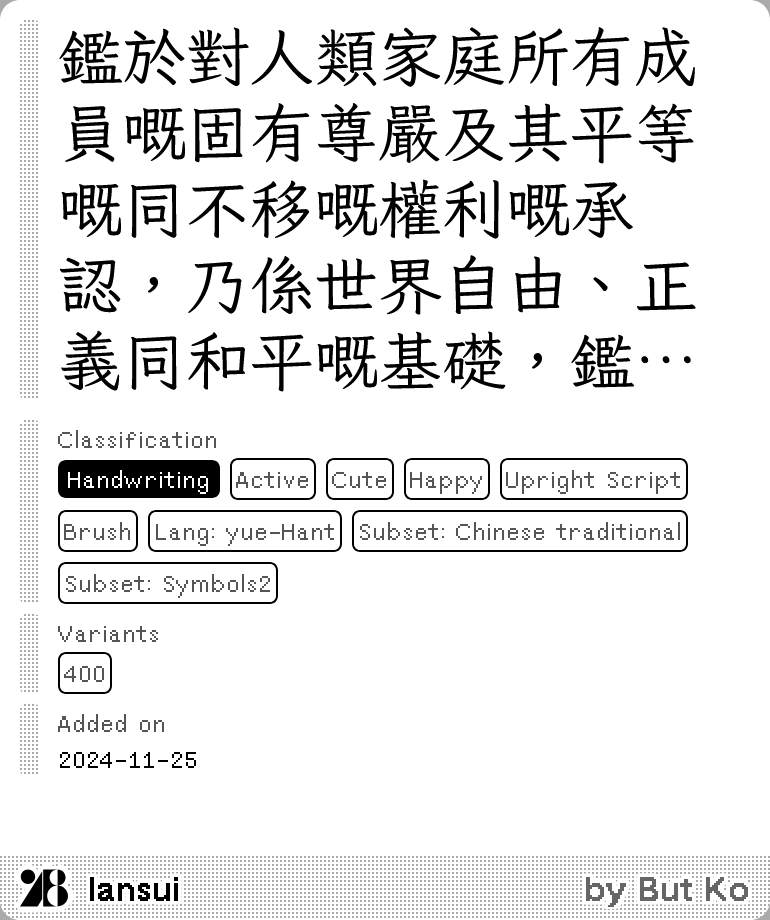 鑑於對人類家庭所有成
員嘅固有尊嚴及其平等
嘅同不移嘅權利嘅承
認，乃係世界自由、正
義同和平嘅基礎，鑑…
Classification
Handwriting Active Cute Happy Upright Script
Brush Lang: yue-Hant Subset: Chinese traditional
Subset: Symbols2
Variants
400
Added on
2024-11-25
28 Iansui by But Ko